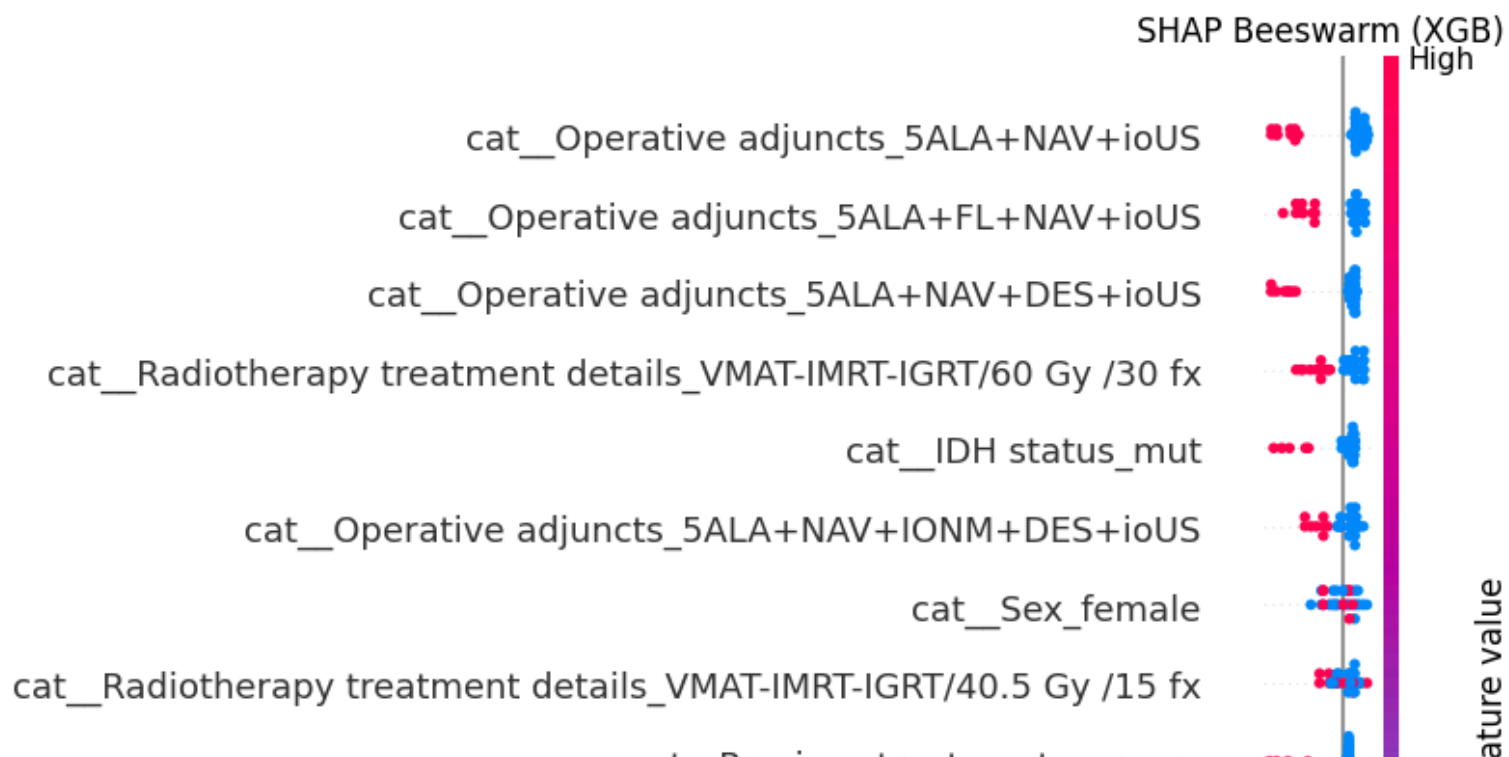 SHAP Beeswarm (XGB)
High
cat__Operative adjuncts_5ALA+NAV+ioUS
cat__Operative adjuncts_5ALA+FL+NAV+ioUS
cat__Operative adjuncts_5ALA+NAV+DES+ioUS
cat__Radiotherapy treatment details_VMAT-IMRT-IGRT/60 Gy /30 fx
cat__IDH status_mut
cat__Operative adjuncts_5ALA+NAV+IONM+DES+ioUS
cat__Sex_female
cat__Radiotherapy treatment details_VMAT-IMRT-IGRT/40.5 Gy /15 fx
ature value